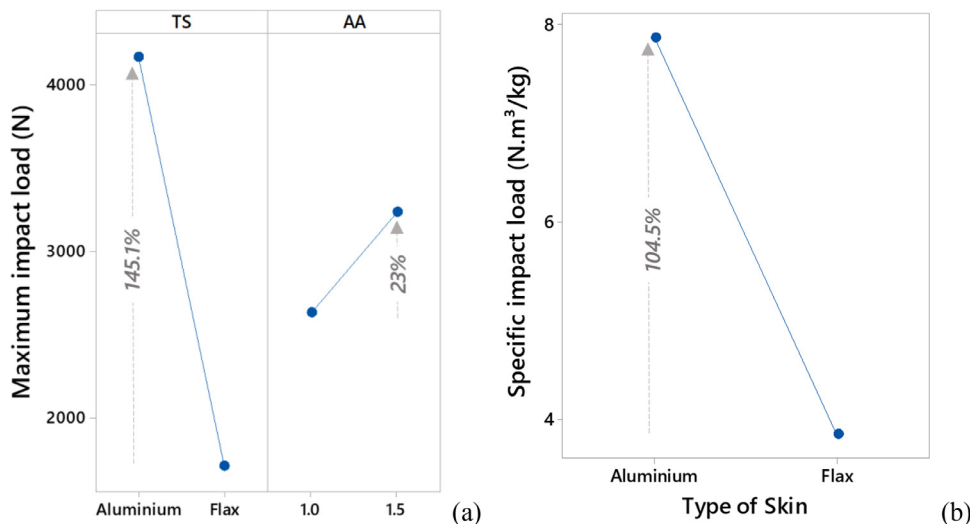 TS AA
Maximum impact load (N)
4000
3000
2000
145.1%
23%
Aluminium Flax 1.0 1.5
(a)
Specific impact load (N.m³/kg)
8
6
4
104.5%
Aluminium Flax
Type of Skin
(b)